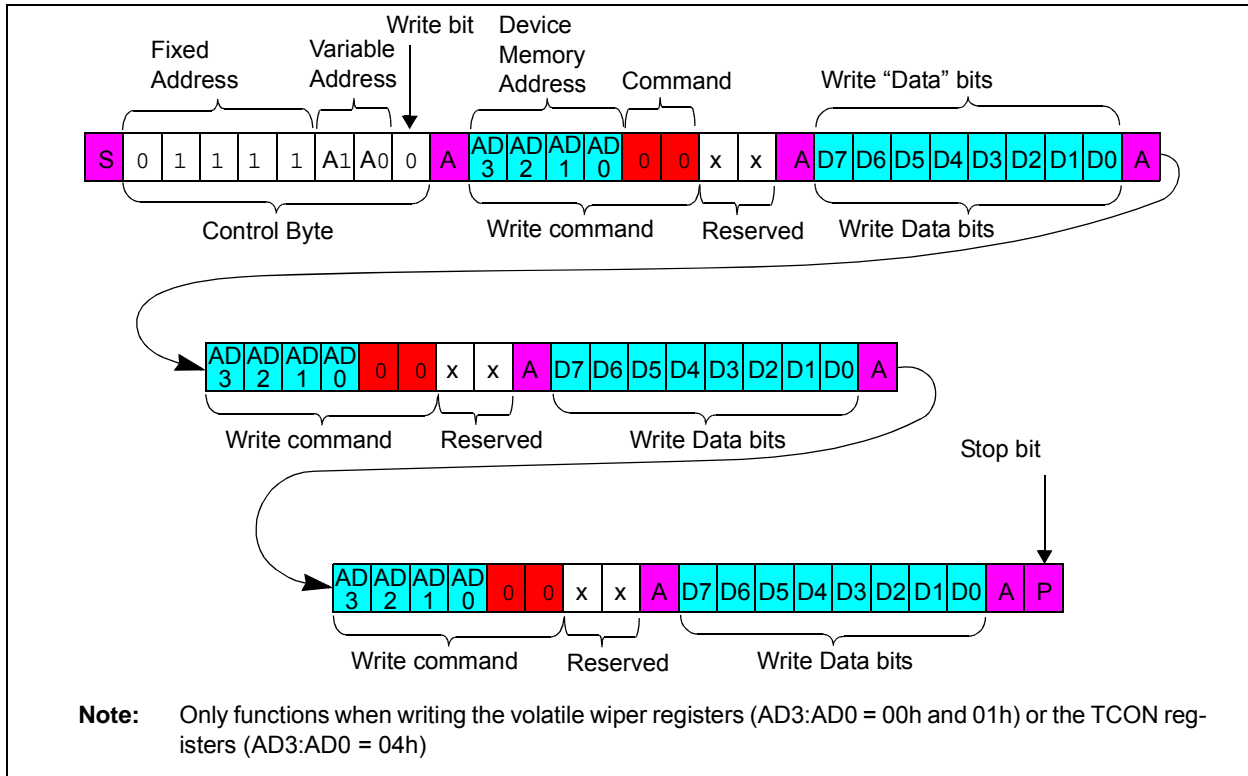 Write bit Device
Fixed Variable Memory
Address Address Address Command Write “Data” bits
S 0 1 1 1 1 A1 A0 0 A AD3 AD2 AD1 AD0 0 0 x x A D7 D6 D5 D4 D3 D2 D1 D0 A
Control Byte Write command Reserved Write Data bits
AD3 AD2 AD1 AD0 0 0 x x A D7 D6 D5 D4 D3 D2 D1 D0 A
Write command Reserved Write Data bits
Stop bit
AD3 AD2 AD1 AD0 0 0 x x A D7 D6 D5 D4 D3 D2 D1 D0 A P
Write command Reserved Write Data bits
Note: Only functions when writing the volatile wiper registers (AD3:AD0 = 00h and 01h) or the TCON reg-
isters (AD3:AD0 = 04h)